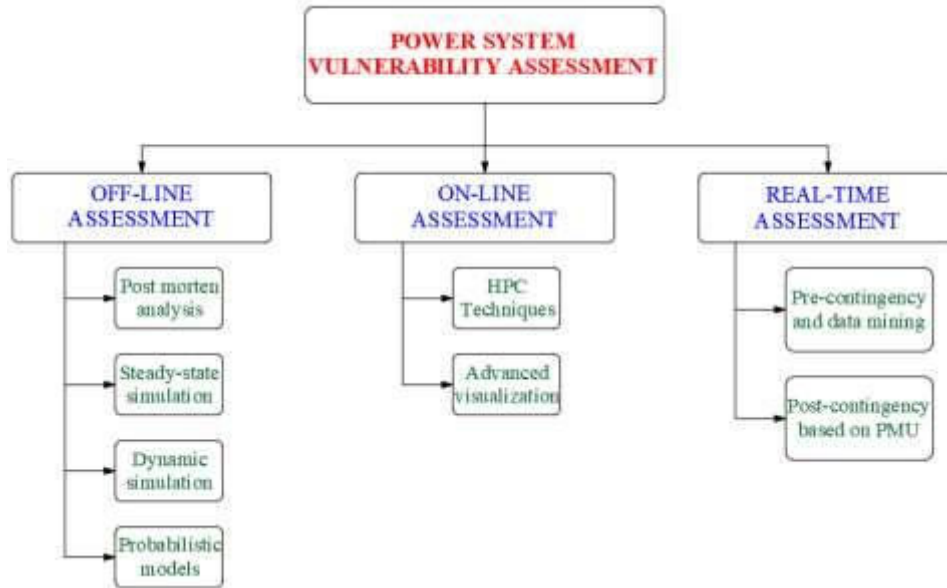 POWER SYSTEM
VULNERABILITY ASSESSMENT
OFF-LINE
ASSESSMENT
Post morten
analysis
Steady-state
simulation
Dynamic
simulation
Probabilistic
models
ON-LINE
ASSESSMENT
HPC
Techniques
Advanced
visualization
REAL-TIME
ASSESSMENT
Pre-contingency
and data mining
Post-contingency
based on PMU